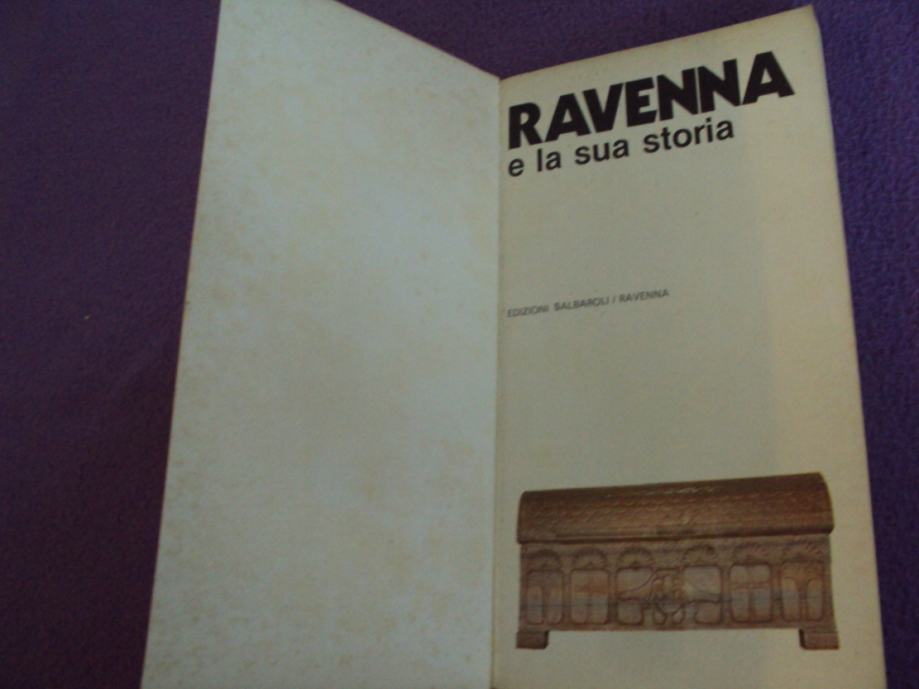 RAVENNA
e la sua storia
EDIZIONI SALBAROLI / RAVENNA